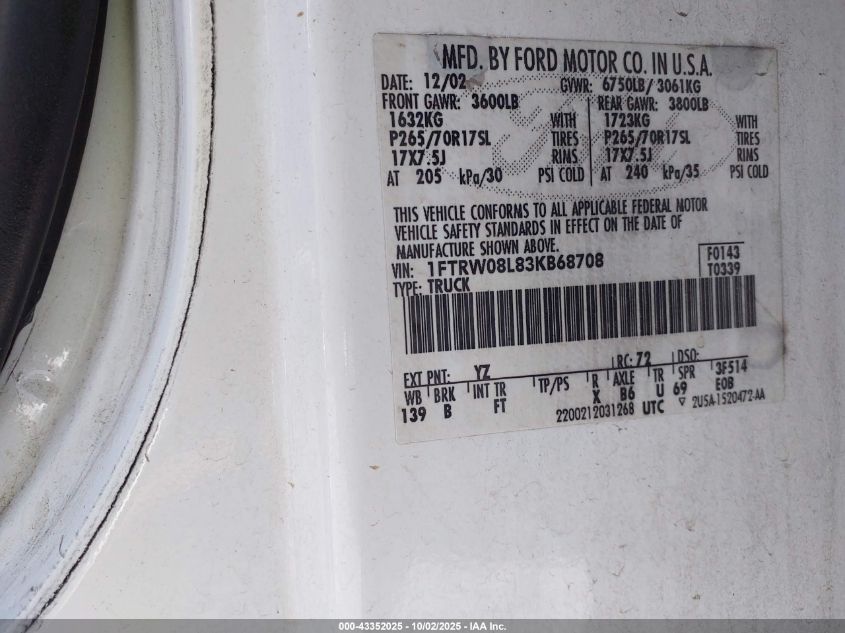 MFD. BY FORD MOTOR CO. IN U.S.A.
DATE: 12/02 GVWR: 6750LB/ 3061KG
FRONT GAWR: 3600LB REAR GAWR: 3800LB
1632KG WITH 1723KG WITH
P265/70R17SL TIRES P265/70R17SL TIRES
17X7.5J RIMS 17X7.5J RIMS
AT 205 kPa/30 PSI COLD AT 240 kPa/35 PSI COLD
THIS VEHICLE CONFORMS TO ALL APPLICABLE FEDERAL MOTOR
VEHICLE SAFETY STANDARDS IN EFFECT ON THE DATE OF
MANUFACTURE SHOWN ABOVE.
VIN: 1FTRW08L83KB68708 F0143
TYPE: TRUCK T0339
EXT PNT: YZ RC: 72 DSO:
WB BRK INT TR TP/PS R AXLE TR SPR 3F514
139 B FT X B6 U 69 EOB
2200212031268 UTC ▽ 2U5A-1520472-AA
000-43352025 - 10/02/2025 - IAA Inc.